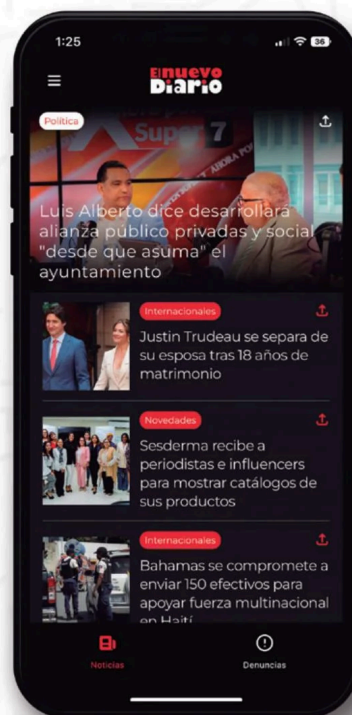 1:25
36
El nuevo
Diario
Política
Super 7
AHORA
Luis Alberto dice desarrollará
alianza público privadas y social
"desde que asuma" el
ayuntamiento
Internacionales
Justin Trudeau se separa de
su esposa tras 18 años de
matrimonio
Novedades
Sesderma recibe a
periodistas e influencers
para mostrar catálogos de
sus productos
Internacionales
Bahamas se compromete a
enviar 150 efectivos para
apoyar fuerza multinacional
en Haití
Noticias
Denuncias